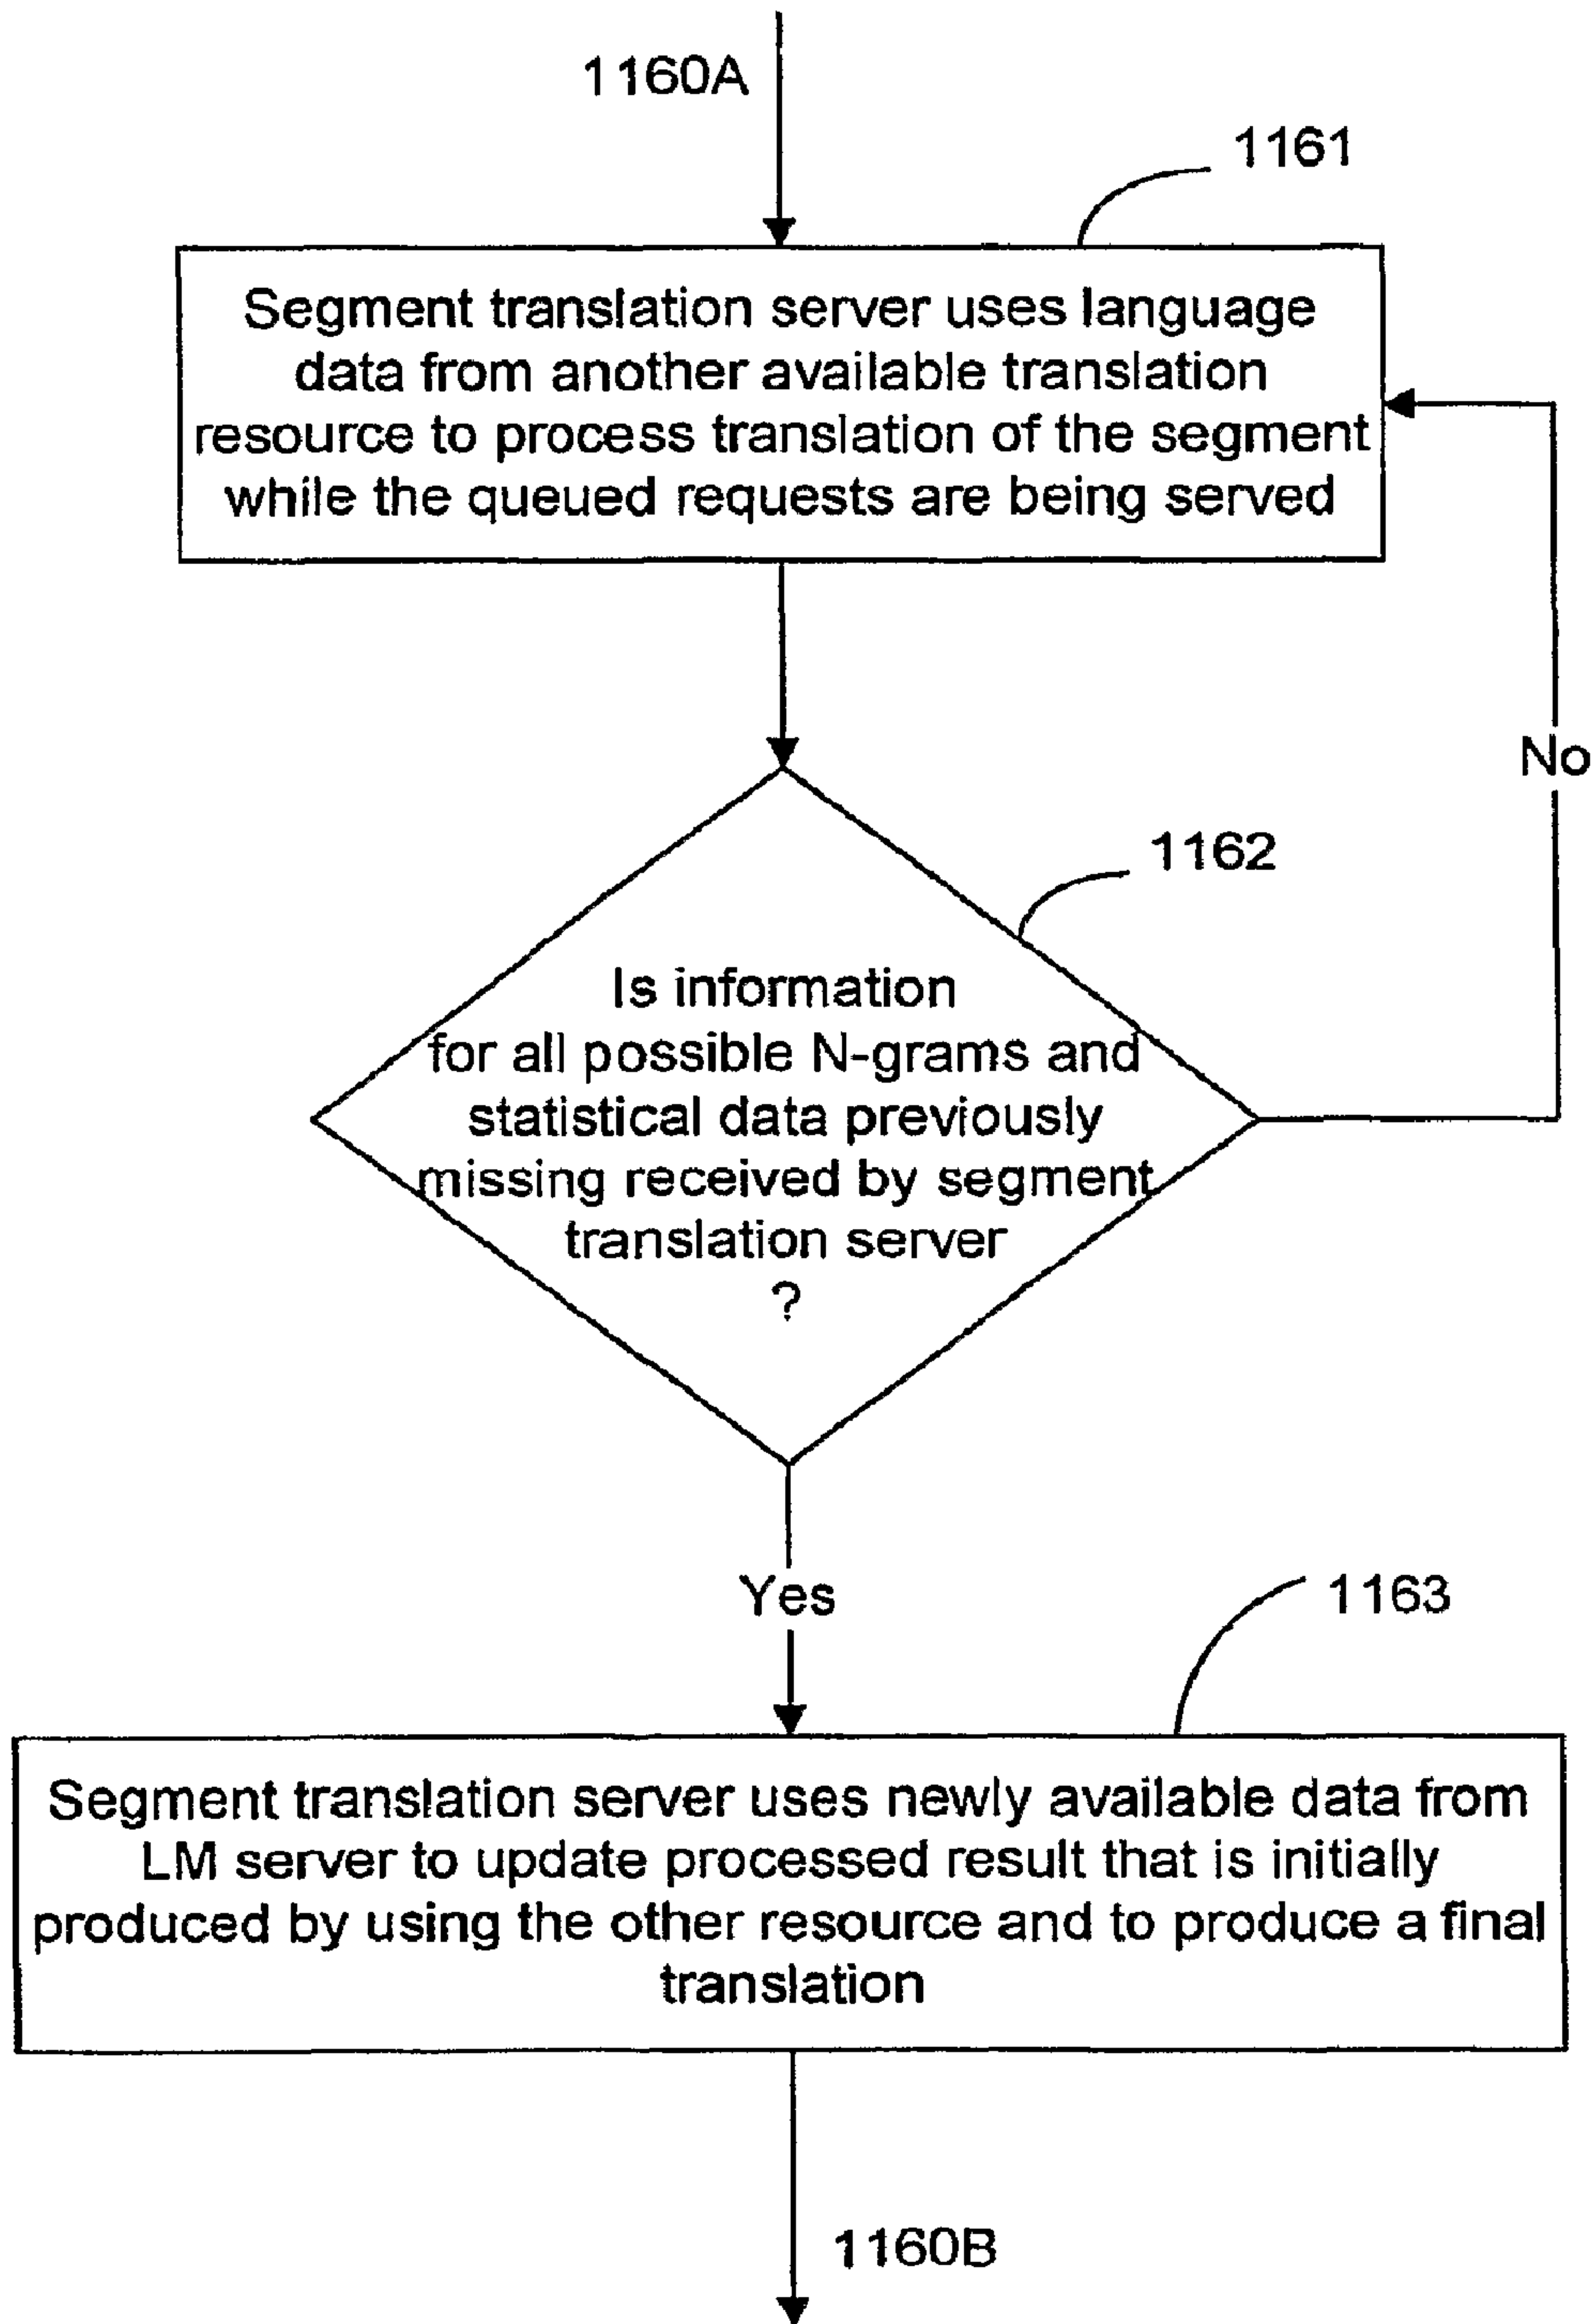 1160A
1161
Segment translation server uses language
data from another available translation
resource to process translation of the segment
while the queued requests are being served
No
1162
Is information
for all possible N-grams and
statistical data previously
missing received by segment
translation server
?
Yes
1163
Segment translation server uses newly available data from
LM server to update processed result that is initially
produced by using the other resource and to produce a final
translation
1160B